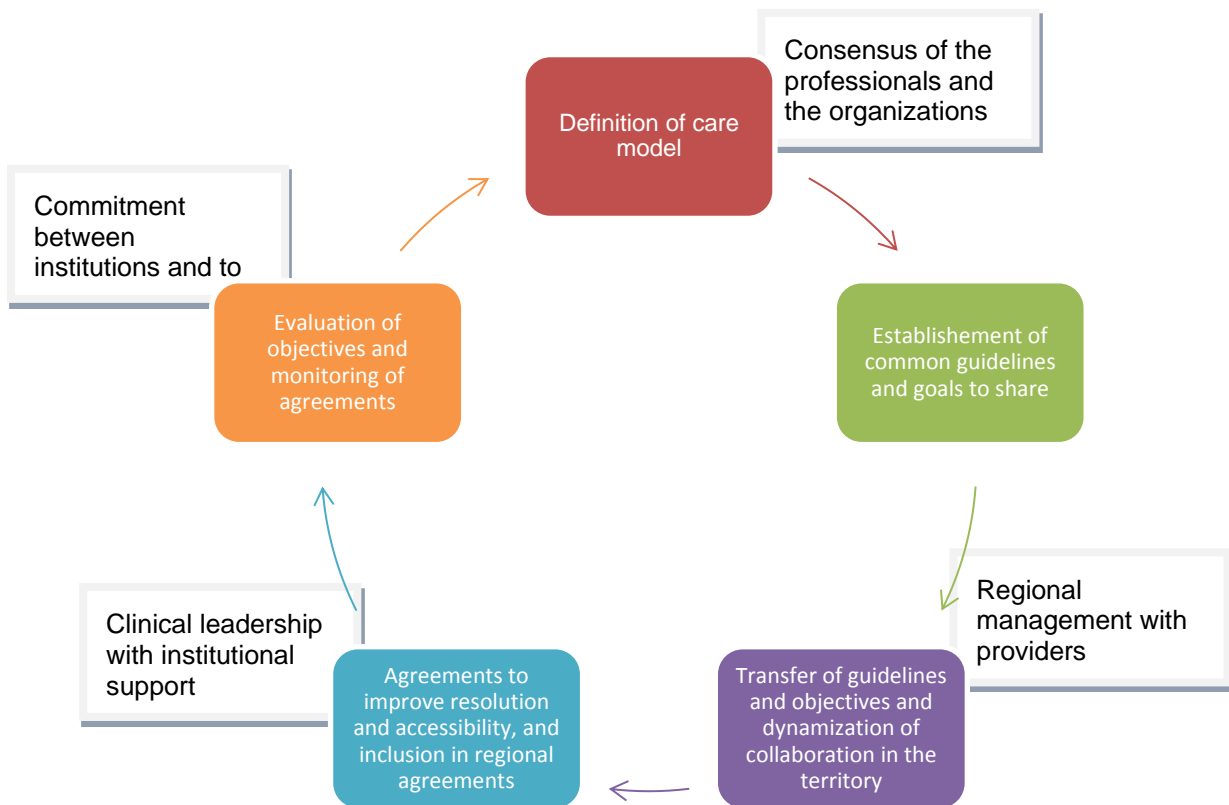 Consensus of the
professionals and
the organizations
Definition of care
model
Commitment
between
institutions and to
Evaluation of
objectives and
monitoring of
agreements
Establishement of
common guidelines
and goals to share
Regional
management with
providers
Clinical leadership
with institutional
support
Agreements to
improve resolution
and accessibility, and
inclusion in regional
agreements
Transfer of guidelines
and objectives and
dynamization of
collaboration in the
territory